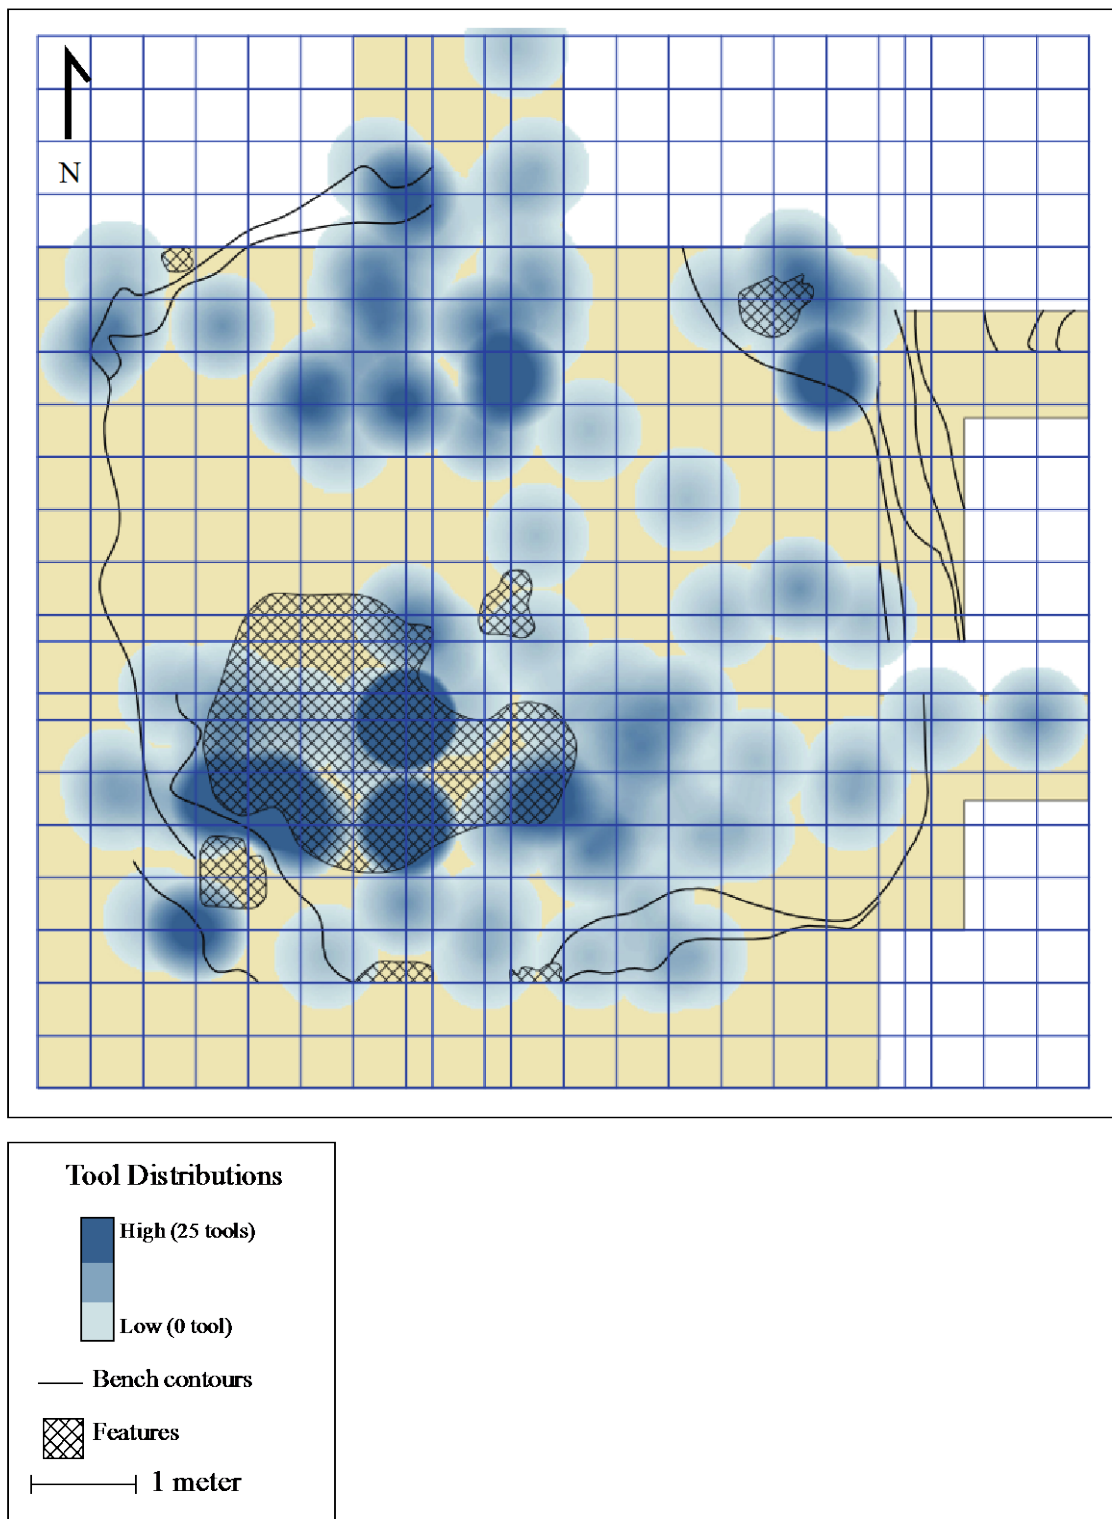 N
Tool Distributions
High (25 tools)
Low (0 tool)
Bench contours
Features
1 meter